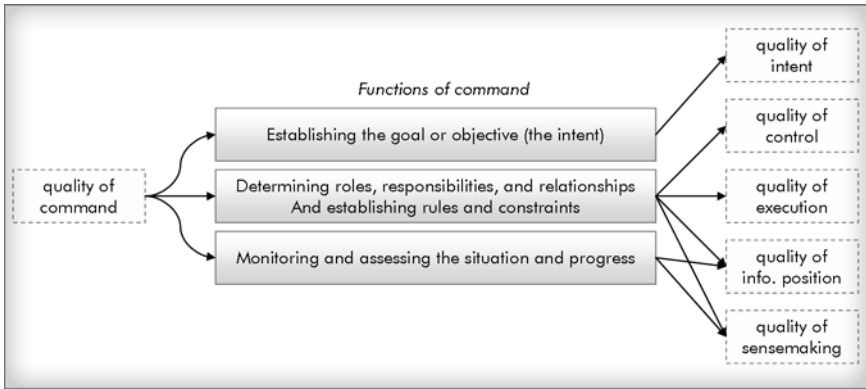 Functions of command
quality of
command
Establishing the goal or objective (the intent)
Determining roles, responsibilities, and relationships
And establishing rules and constraints
Monitoring and assessing the situation and progress
quality of
intent
quality of
control
quality of
execution
quality of
info. position
quality of
sensemaking